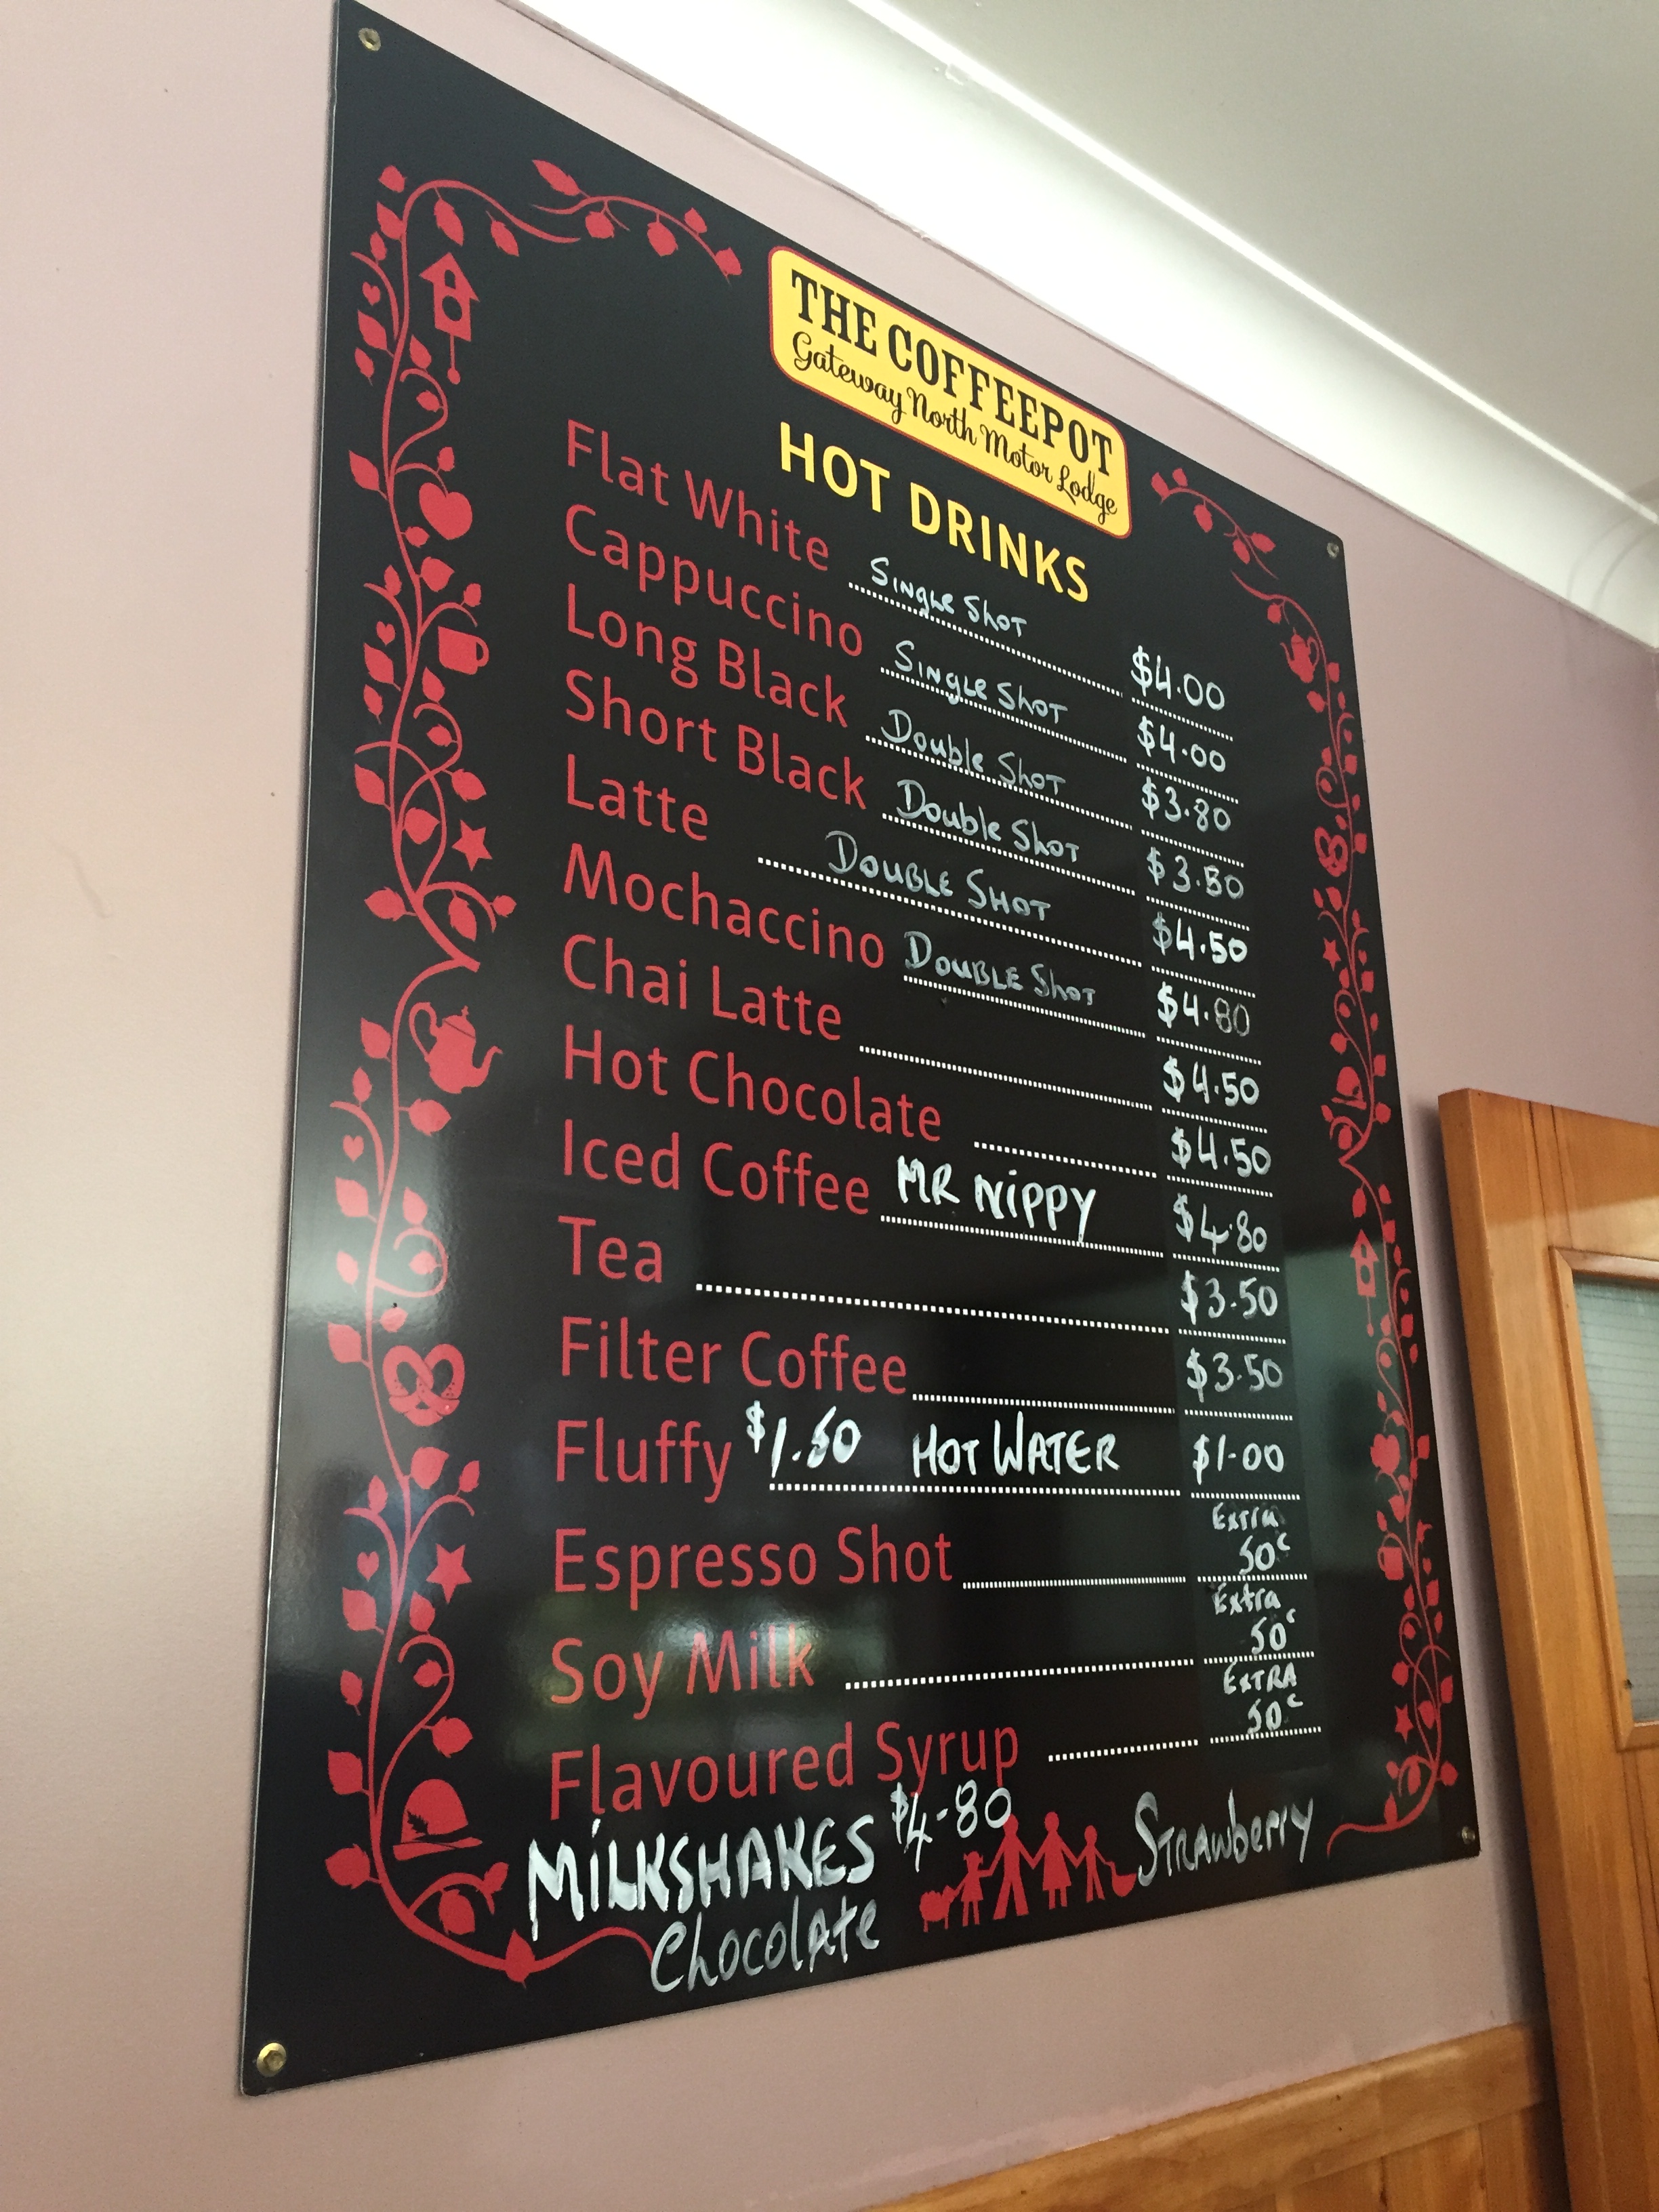 THE COFFEEPOT
Gateway North Motor Lodge
HOT DRINKS
Flat White Single Shot $4.00
Cappuccino Single Shot $4.00
Long Black Double Shot $3.80
Short Black Double Shot $3.50
Latte DOUBLE SHOT $4.50
Mochaccino DOUBLE Shot $4.80
Chai Latte $4.50
Hot Chocolate $4.50
Iced Coffee MR NiPPY $4.80
Tea $3.50
Filter Coffee $3.50
Fluffy $1.50 HOT WATER $1.00
Espresso Shot Extra 50c
Soy Milk Extra 50c
Flavoured Syrup EXTRA 50c
MiLKSHAKES $4-80
Chocolate Strawberry